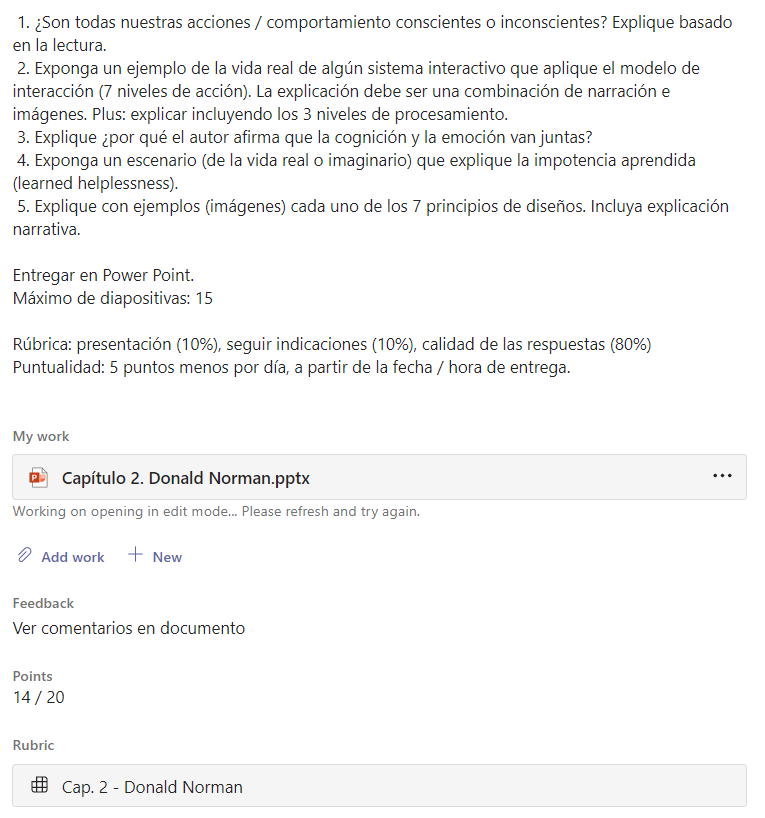 1. ¿Son todas nuestras acciones / comportamiento conscientes o inconscientes? Explique basado
en la lectura.
2. Exponga un ejemplo de la vida real de algún sistema interactivo que aplique el modelo de
interacción (7 niveles de acción). La explicación debe ser una combinación de narración e
imágenes. Plus: explicar incluyendo los 3 niveles de procesamiento.
3. Explique ¿por qué el autor afirma que la cognición y la emoción van juntas?
4. Exponga un escenario (de la vida real o imaginario) que explique la impotencia aprendida
(learned helplessness).
5. Explique con ejemplos (imágenes) cada uno de los 7 principios de diseños. Incluya explicación
narrativa.
Entregar en Power Point.
Máximo de diapositivas: 15
Rúbrica: presentación (10%), seguir indicaciones (10%), calidad de las respuestas (80%)
Puntualidad: 5 puntos menos por día, a partir de la fecha / hora de entrega.
My work
Capítulo 2. Donald Norman.pptx
Working on opening in edit mode... Please refresh and try again.
Add work New
Feedback
Ver comentarios en documento
Points
14 / 20
Rubric
Cap. 2 - Donald Norman